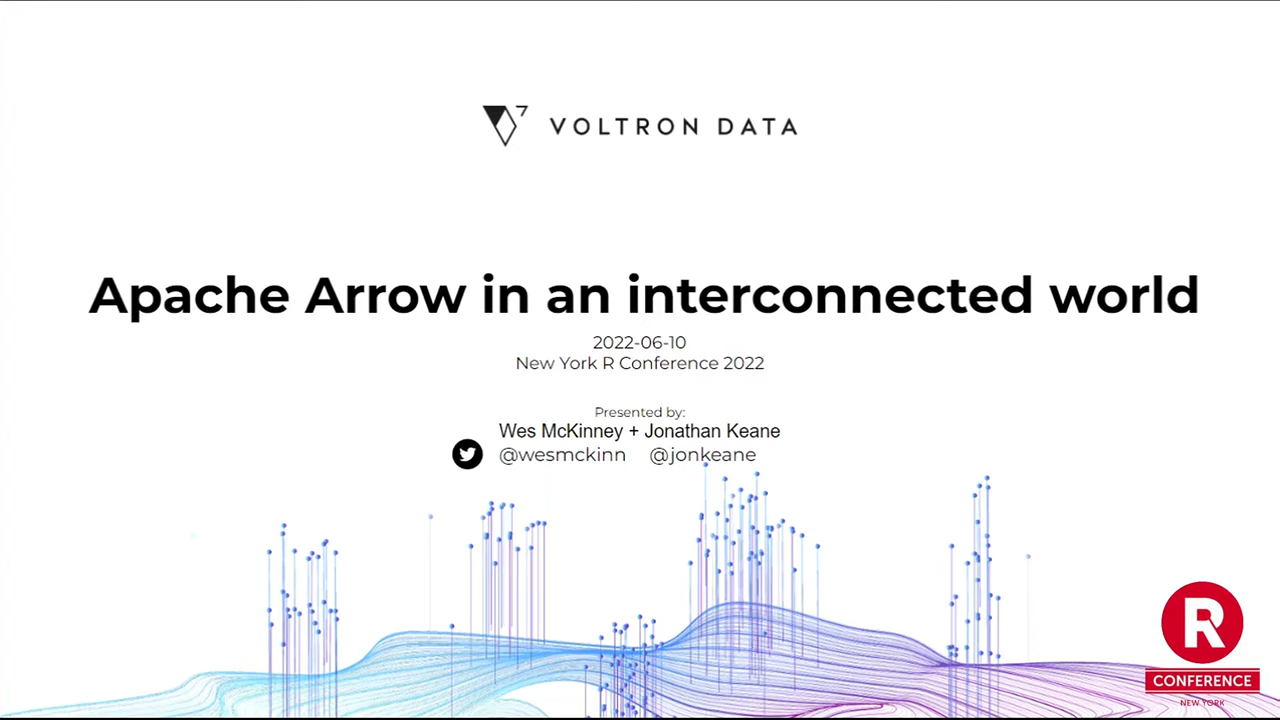 VOLTRON DATA
Apache Arrow in an interconnected world
2022-06-10
New York R Conference 2022
Presented by:
Wes McKinney + Jonathan Keane
@wesmckinn @jonkeane
R
CONFERENCE
NEW YORK